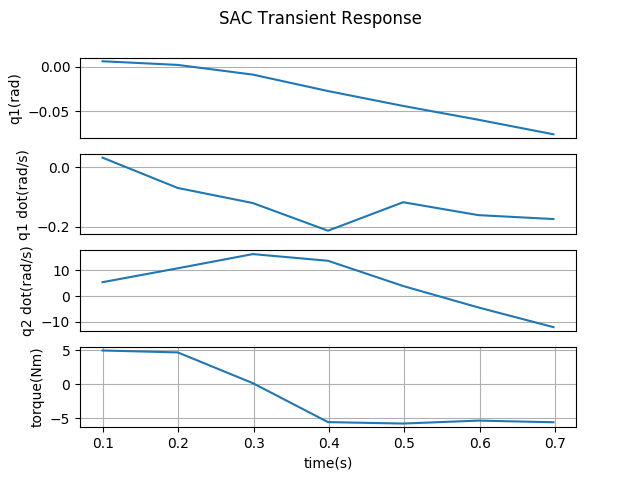 SAC Transient Response
0.00
−0.05
q1(rad)
0.0
−0.2
q1 dot(rad/s)
10
0
−10
q2 dot(rad/s)
5
0
−5
torque(Nm)
0.1 0.2 0.3 0.4 0.5 0.6 0.7
time(s)